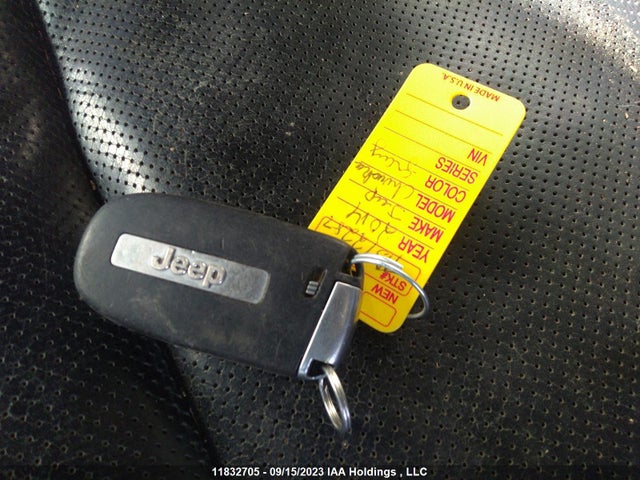 Jeep
MADE IN U.S.A.
NEW
STK#
YEAR 2014
MAKE Jeep
MODEL Cherokee
COLOR
SERIES
VIN
11832705 - 09/15/2023 IAA Holdings , LLC